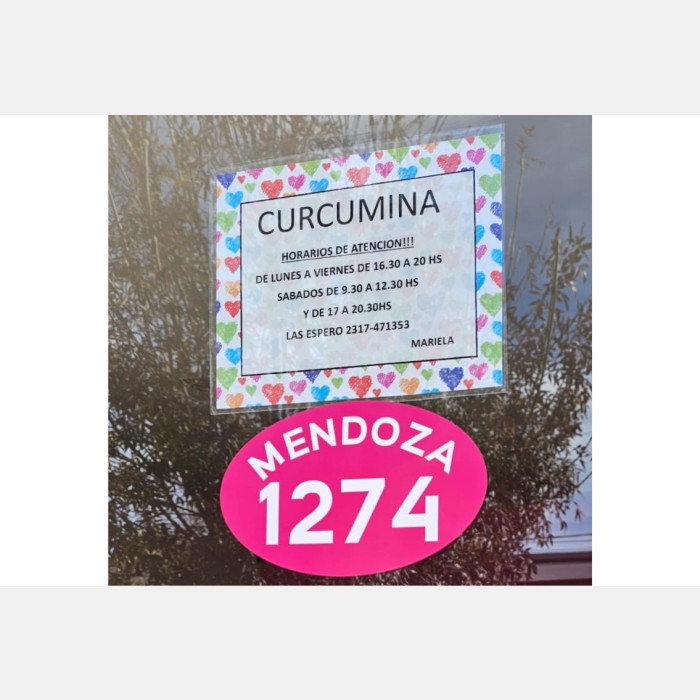 CURCUMINA
HORARIOS DE ATENCION!!!
DE LUNES A VIERNES DE 16.30 A 20 HS
SABADOS DE 9.30 A 12.30 HS
Y DE 17 A 20.30HS
LAS ESPERO 2317-471353
MARIELA
MENDOZA
1274